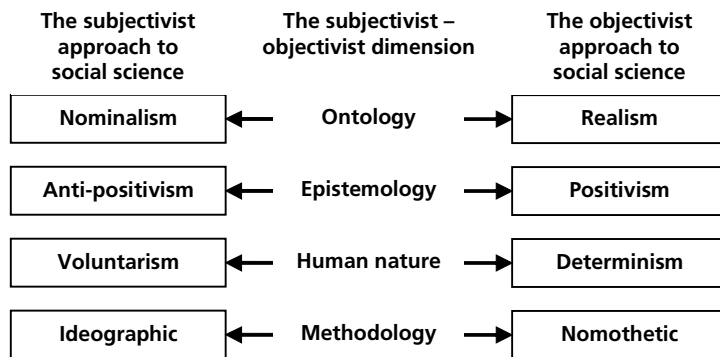 The subjectivist
approach to
social science
The subjectivist –
objectivist dimension
The objectivist
approach to
social science
Nominalism
Ontology
Realism
Anti-positivism
Epistemology
Positivism
Voluntarism
Human nature
Determinism
Ideographic
Methodology
Nomothetic